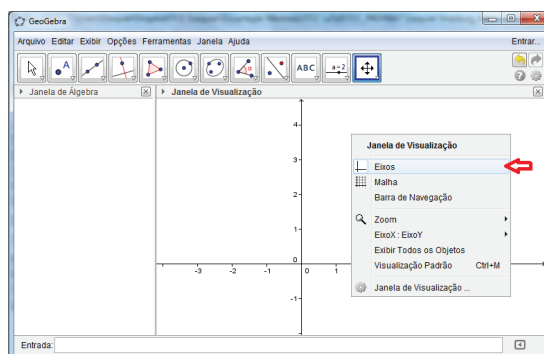 GeoGebra
Arquivo Editar Exibir Opções Ferramentas Janela Ajuda
Entrar...
A
ABC
a=2
Janela de Álgebra
Janela de Visualização
4
3
2
1
0
-3 -2 -1 0 1
-1
Janela de Visualização
Eixos
Malha
Barra de Navegação
Zoom
EixoX : EixoY
Exibir Todos os Objetos
Visualização Padrão Ctrl+M
Janela de Visualização ...
Entrada: